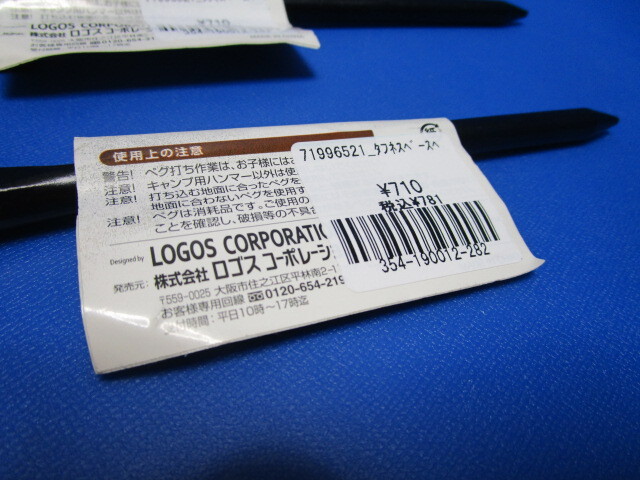 LOGOS CORPOR
株式会社 ロゴス コーポレー
¥710
使用上の注意
警告! ペグ打ち作業は、お子様には
注意! キャンプ用ハンマー以外は使
注意! 打ち込む地面に合ったペグを
地面に合わないペグを使用す
注意! ペグは消耗品です。ご使用の
ことを確認し、破損等の不具
Designed by LOGOS CORPORATIO
発売元: 株式会社 ロゴス コーポレーシ
〒559-0025 大阪市住之江区平林南2-1
お客様専用回線 0120-654-219
付時間: 平日10時〜17時迄
71996521_タフネスペースペ
¥710
税込¥781
354-190012-282